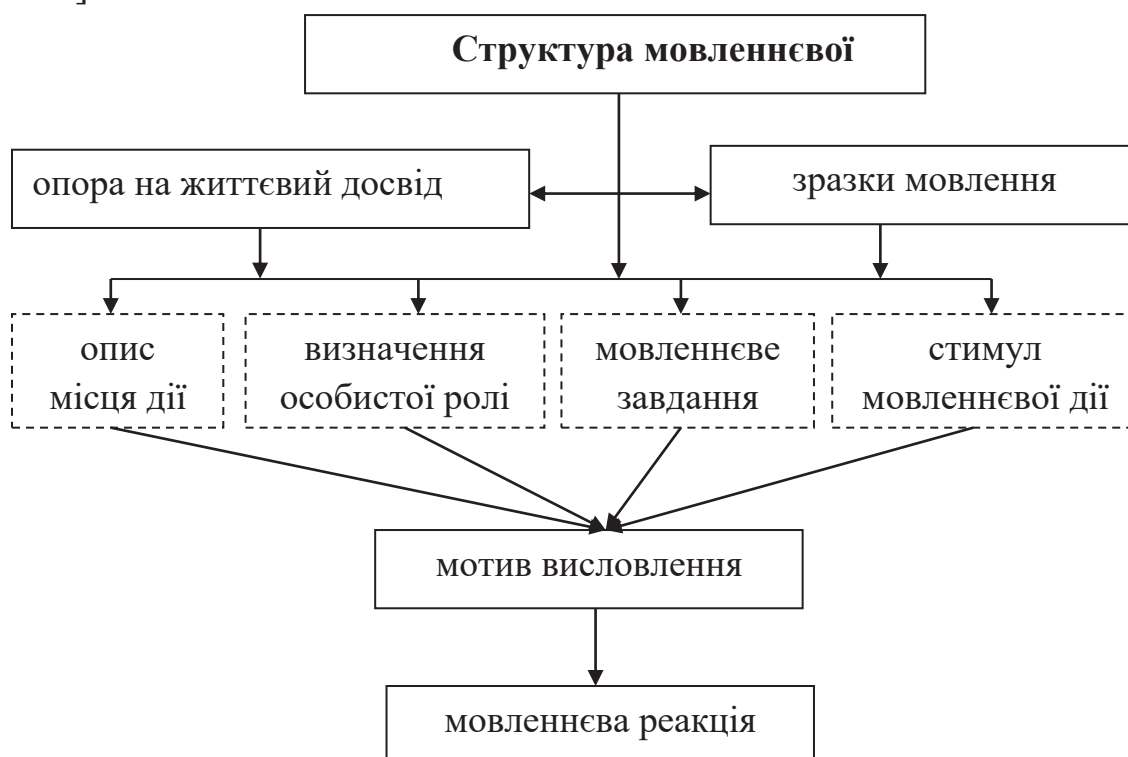 ]
Структура мовленнєвої
опора на життєвий досвід
зразки мовлення
опис
місця дії
визначення
особистої ролі
мовленнєве
завдання
стимул
мовленнєвої дії
мотив висловлення
мовленнєва реакція